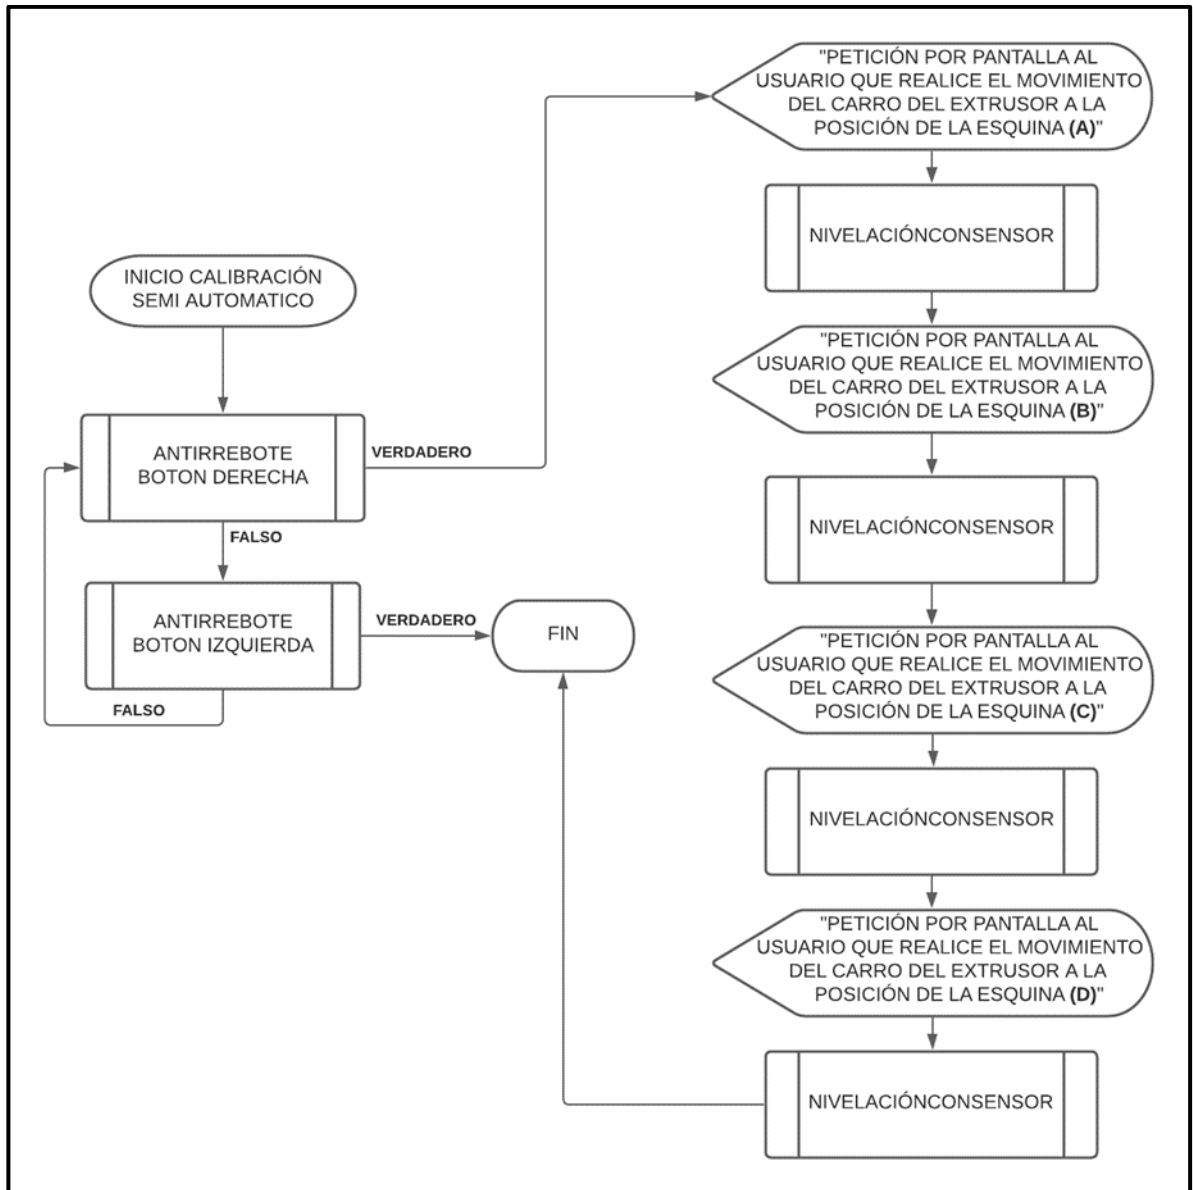 INICIO CALIBRACIÓN
SEMI AUTOMATICO
ANTIRREBOTE
BOTON DERECHA
VERDADERO
FALSO
ANTIRREBOTE
BOTON IZQUIERDA
VERDADERO
FALSO
FIN
"PETICIÓN POR PANTALLA AL
USUARIO QUE REALICE EL MOVIMIENTO
DEL CARRO DEL EXTRUSOR A LA
POSICIÓN DE LA ESQUINA (A)"
NIVELACIÓNCONSENSOR
"PETICIÓN POR PANTALLA AL
USUARIO QUE REALICE EL MOVIMIENTO
DEL CARRO DEL EXTRUSOR A LA
POSICIÓN DE LA ESQUINA (B)"
NIVELACIÓNCONSENSOR
"PETICIÓN POR PANTALLA AL
USUARIO QUE REALICE EL MOVIMIENTO
DEL CARRO DEL EXTRUSOR A LA
POSICIÓN DE LA ESQUINA (C)"
NIVELACIÓNCONSENSOR
"PETICIÓN POR PANTALLA AL
USUARIO QUE REALICE EL MOVIMIENTO
DEL CARRO DEL EXTRUSOR A LA
POSICIÓN DE LA ESQUINA (D)"
NIVELACIÓNCONSENSOR